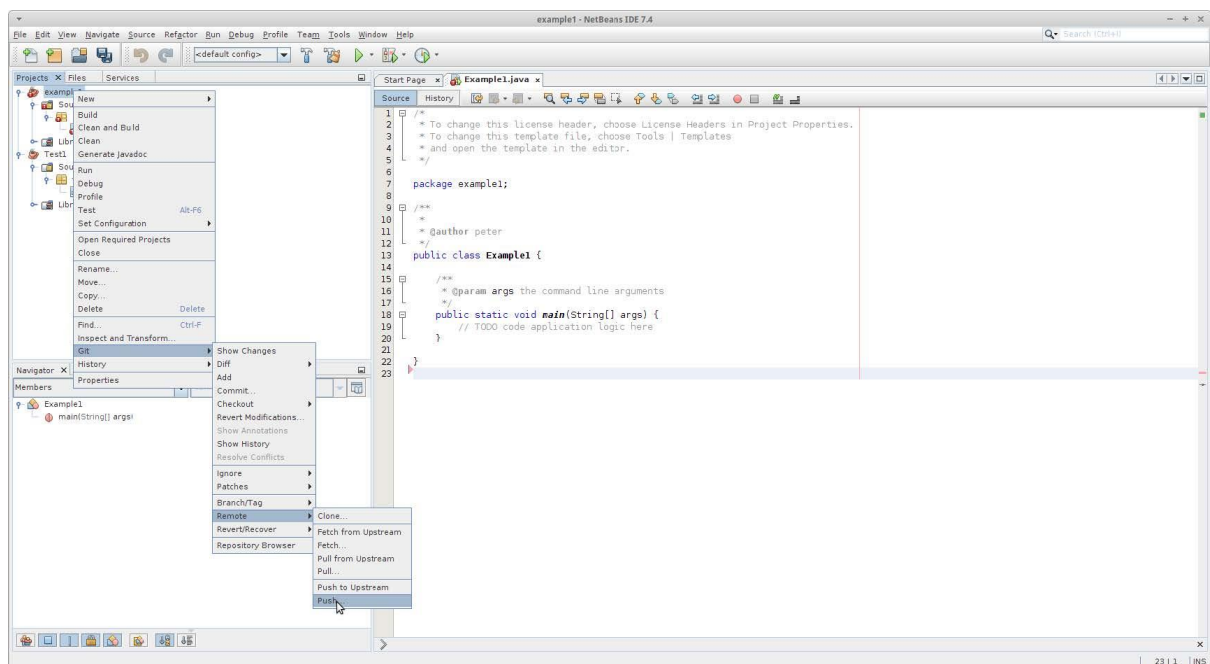 example1 - NetBeans IDE 7.4
File Edit View Navigate Source Refactor Run Debug Profile Team Tools Window Help
Search (Ctrl+I)
<default config>
Projects Files Services
Start Page Example1.java
Source History
New
Build
Clean and Build
Clean
Test1 Generate Javadoc
Run
Debug
Profile
Test Alt-F6
Set Configuration
Open Required Projects
Close
Rename...
Move...
Copy...
Delete Delete
Find... Ctrl-F
Inspect and Transform...
Git
History
Properties
Show Changes
Diff
Add
Commit...
Checkout
Revert Modifications...
Show Annotations
Show History
Resolve Conflicts
Ignore
Patches
Branch/Tag
Remote
Revert/Recover
Repository Browser
Clone...
Fetch from Upstream
Fetch...
Pull from Upstream
Pull...
Push to Upstream
Push
Navigator
Members
Example1
main(String[] args)
1 /*
2 * To change this license header, choose License Headers in Project Properties.
3 * To change this template file, choose Tools | Templates
4 * and open the template in the editor.
5 */
6
7 package example1;
8
9 /**
10 *
11 * @author peter
12 */
13 public class Example1 {
14
15 /**
16 * @param args the command line arguments
17 */
18 public static void main(String[] args) {
19 // TODO code application logic here
20 }
21
22 }
23
23 | 1 INS